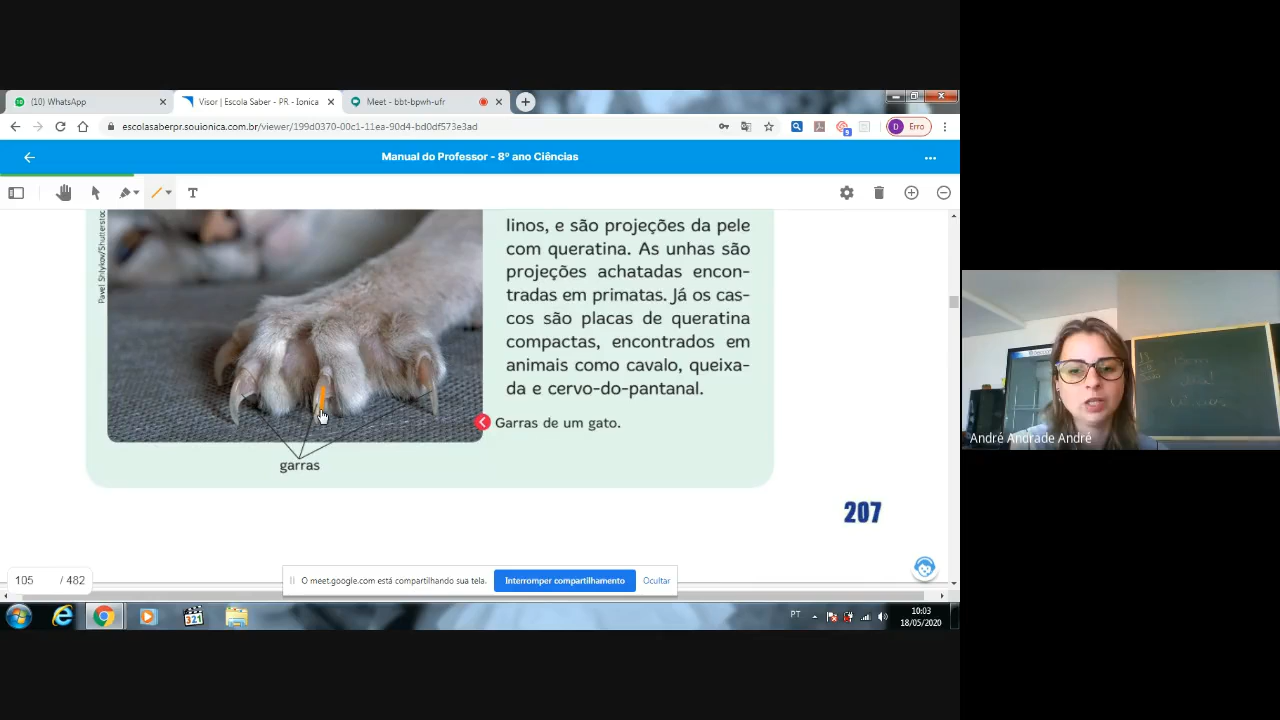 (10) WhatsApp
Visor | Escola Saber - PR - Ionica
Meet - bbt-bpwh-ufr
escolasaberpr.souionica.com.br/viewer/199d0370-00c1-11ea-90d4-bd0df573e3ad
D Erro
Manual do Professor - 8º ano Ciências
T
Pavel Shlykov/Shutterstoc
linos, e são projeções da pele
com queratina. As unhas são
projeções achatadas encon-
tradas em primatas. Já os cas-
cos são placas de queratina
compactas, encontrados em
animais como cavalo, queixa-
da e cervo-do-pantanal.
Garras de um gato.
garras
207
André Andrade André
105 / 482
O meet.google.com está compartilhando sua tela.
Interromper compartilhamento
Ocultar
PT
10:03
18/05/2020